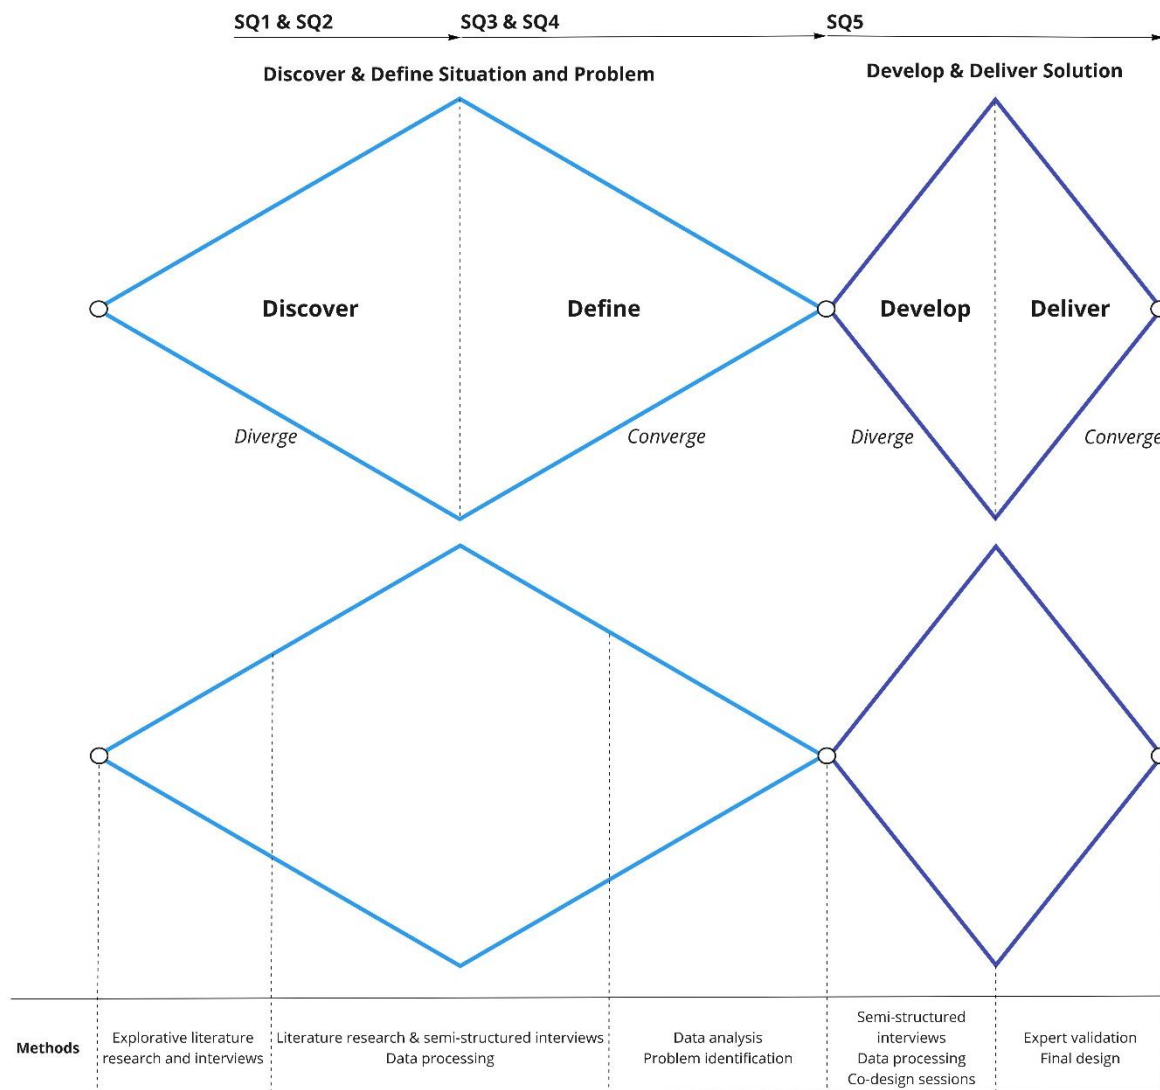 SQ1 & SQ2
SQ3 & SQ4
SQ5
Discover & Define Situation and Problem
Develop & Deliver Solution
Discover
Define
Develop
Deliver
Diverge
Converge
Diverge
Converge
Methods
Explorative literature
research and interviews
Literature research & semi-structured interviews
Data processing
Data analysis
Problem identification
Semi-structured
interviews
Data processing
Co-design sessions
Expert validation
Final design